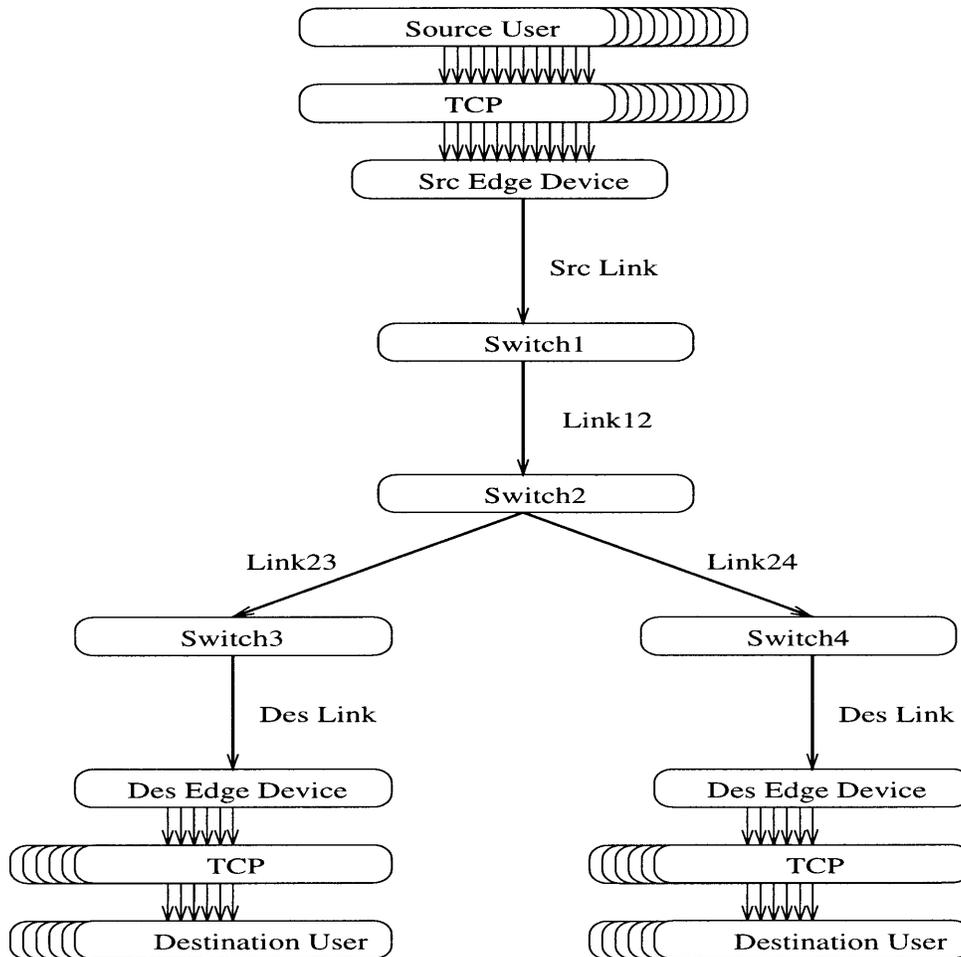 Source User
TCP
Src Edge Device
Src Link
Switch1
Link12
Switch2
Link23
Link24
Switch3
Switch4
Des Link
Des Link
Des Edge Device
Des Edge Device
TCP
TCP
Destination User
Destination User